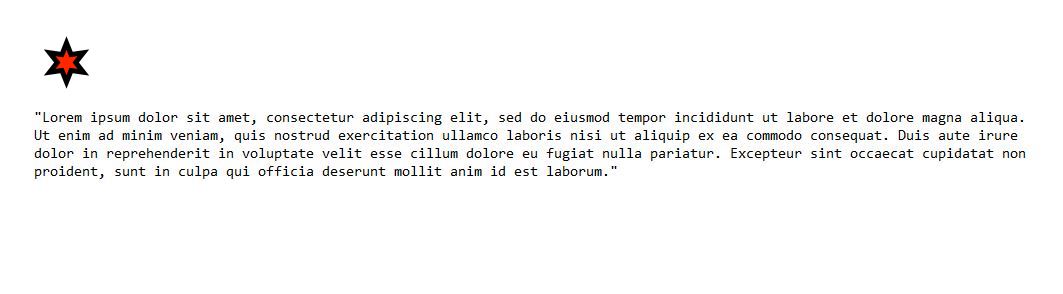 "Lorem ipsum dolor sit amet, consectetur adipiscing elit, sed do eiusmod tempor incididunt ut labore et dolore magna aliqua.
Ut enim ad minim veniam, quis nostrud exercitation ullamco laboris nisi ut aliquip ex ea commodo consequat. Duis aute irure
dolor in reprehenderit in voluptate velit esse cillum dolore eu fugiat nulla pariatur. Excepteur sint occaecat cupidatat non
proident, sunt in culpa qui officia deserunt mollit anim id est laborum."